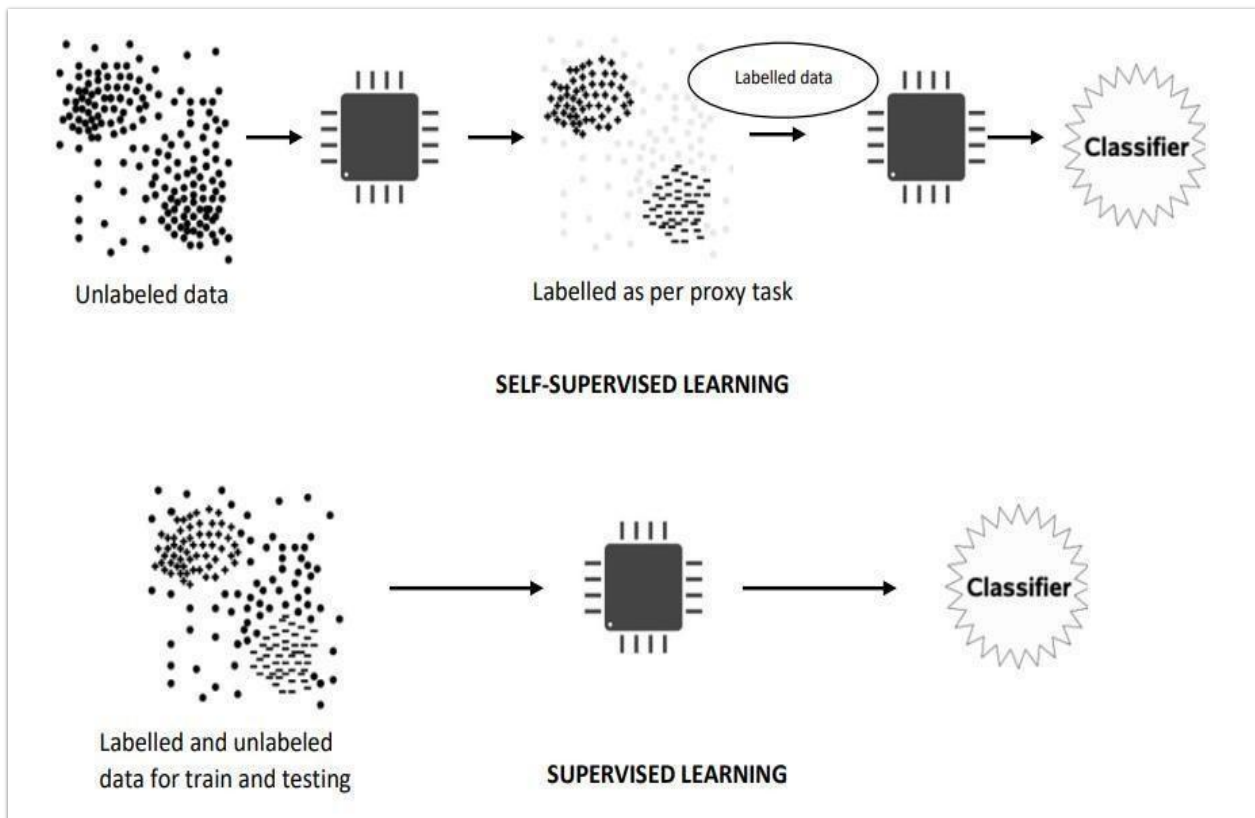 Labelled data
Classifier
Unlabeled data
Labelled as per proxy task
SELF-SUPERVISED LEARNING
Classifier
Labelled and unlabeled
data for train and testing
SUPERVISED LEARNING